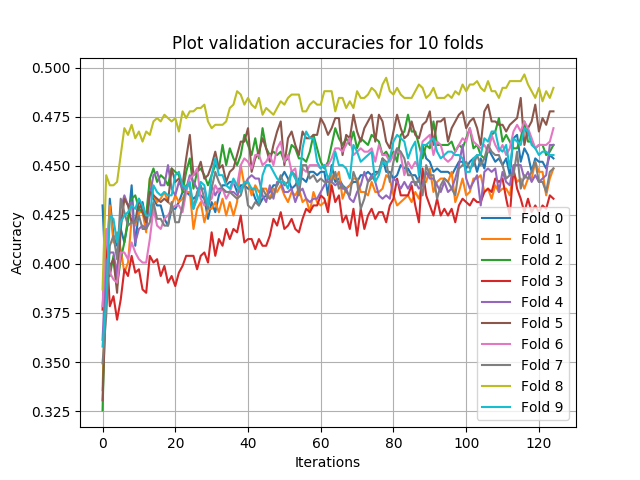 Plot validation accuracies for 10 folds
Accuracy
0.500
0.475
0.450
0.425
0.400
0.375
0.350
0.325
0 20 40 60 80 100 120
Iterations
Fold 0
Fold 1
Fold 2
Fold 3
Fold 4
Fold 5
Fold 6
Fold 7
Fold 8
Fold 9